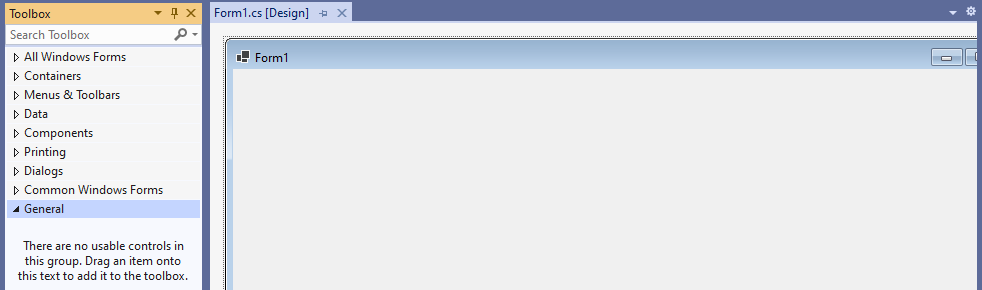 Toolbox
Search Toolbox
All Windows Forms
Containers
Menus & Toolbars
Data
Components
Printing
Dialogs
Common Windows Forms
General
There are no usable controls in
this group. Drag an item onto
this text to add it to the toolbox.
Form1.cs [Design]
Form1